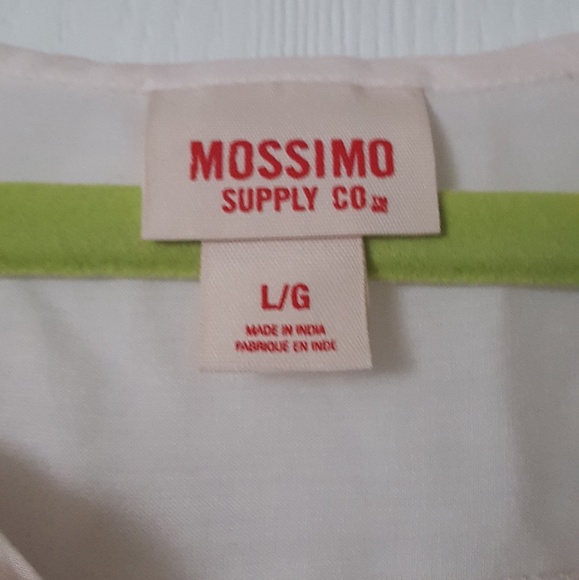 MOSSIMO
SUPPLY CO.
L/G
MADE IN INDIA
FABRIQUÉ EN INDE